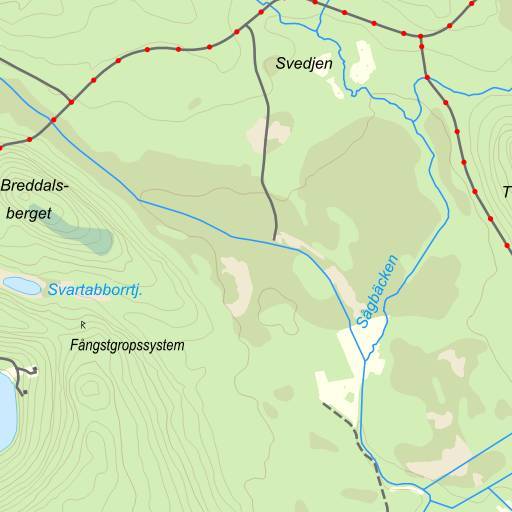 Svedjen
Breddals-
berget
T
Sågbäcken
Svartabborrtj.
Fångstgropssystem